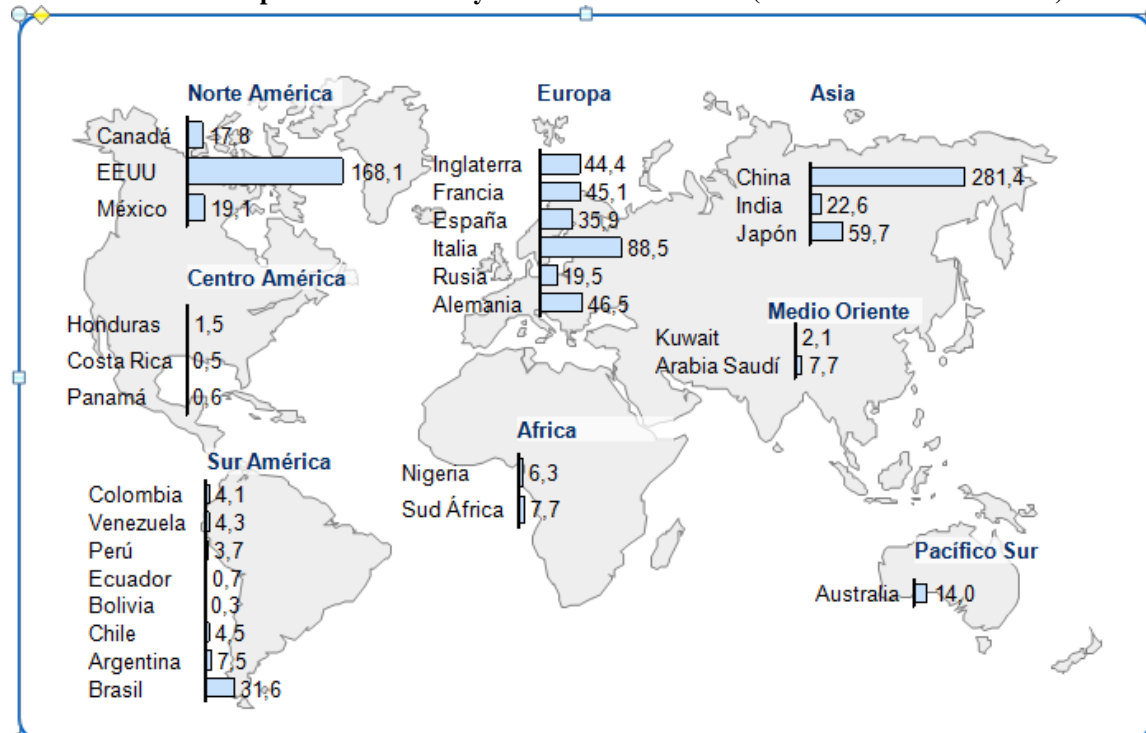 Norte América
Canadá 17,8
EEUU 168,1
México 19,1
Centro América
Honduras 1,5
Costa Rica 0,5
Panamá 0,6
Sur América
Colombia 4,1
Venezuela 4,3
Perú 3,7
Ecuador 0,7
Bolivia 0,3
Chile 4,5
Argentina 7,5
Brasil 31,6
Europa
Inglaterra 44,4
Francia 45,1
España 35,9
Italia 88,5
Rusia 19,5
Alemania 46,5
Africa
Nigeria 6,3
Sud África 7,7
Asia
China 281,4
India 22,6
Japón 59,7
Medio Oriente
Kuwait 2,1
Arabia Saudí 7,7
Pacífico Sur
Australia 14,0